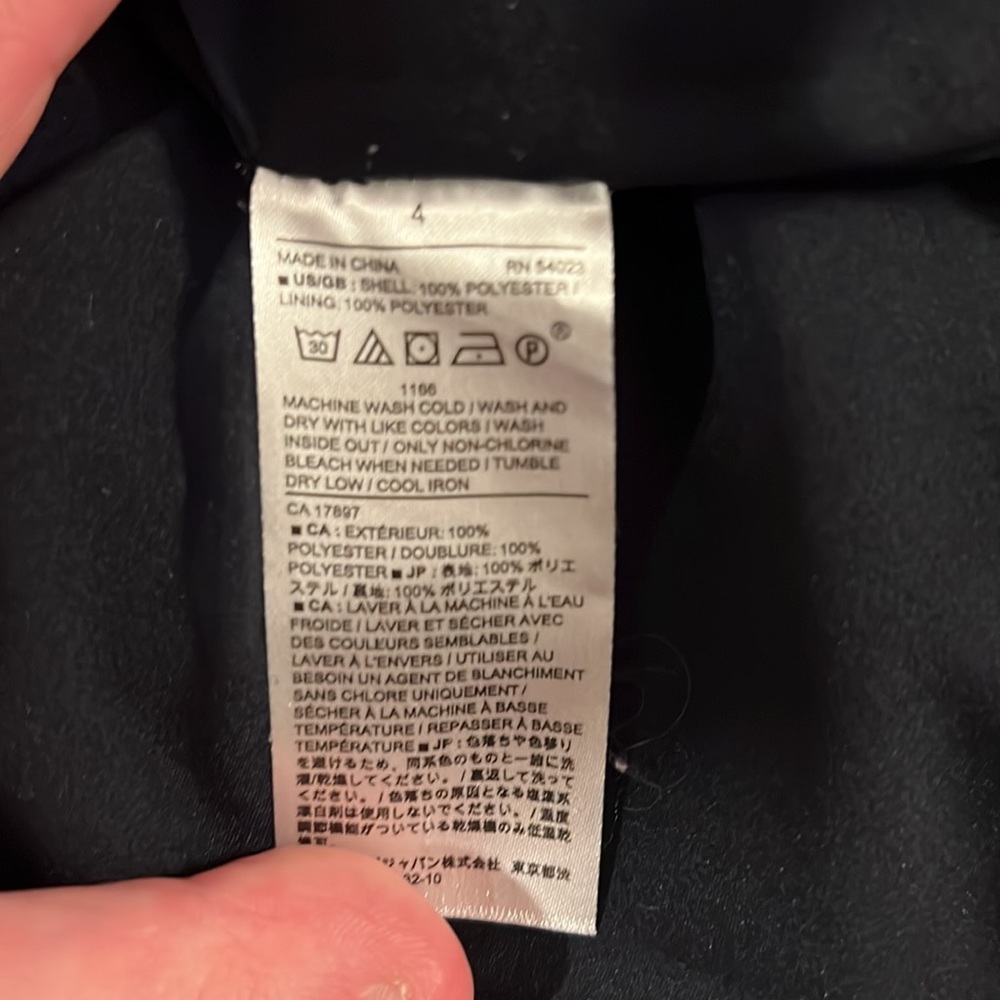 4
MADE IN CHINA RN 54023
■ US/GB : SHELL: 100% POLYESTER /
LINING: 100% POLYESTER
30 P ®
1166
MACHINE WASH COLD / WASH AND
DRY WITH LIKE COLORS / WASH
INSIDE OUT / ONLY NON-CHLORINE
BLEACH WHEN NEEDED / TUMBLE
DRY LOW / COOL IRON
CA 17897
■ CA : EXTÉRIEUR: 100%
POLYESTER / DOUBLURE: 100%
POLYESTER ■ JP : 表地: 100% ポリエ
ステル / 裏地: 100% ポリエステル
■ CA : LAVER À LA MACHINE À L'EAU
FROIDE / LAVER ET SÉCHER AVEC
DES COULEURS SEMBLABLES /
LAVER À L'ENVERS / UTILISER AU
BESOIN UN AGENT DE BLANCHIMENT
SANS CHLORE UNIQUEMENT /
SÉCHER À LA MACHINE À BASSE
TEMPÉRATURE / REPASSER À BASSE
TEMPÉRATURE ■ JP : 色落ちや色移り
を避けるため、同系色のものと一緒に洗
濯/乾燥してください。/ 裏返して洗って
ください。/ 色落ちの原因となる塩素系
漂白剤は使用しないでください。/ 温度
調節機能がついている乾燥機のみ低温乾
燥可。
ジャパン株式会社 東京都渋
32-10